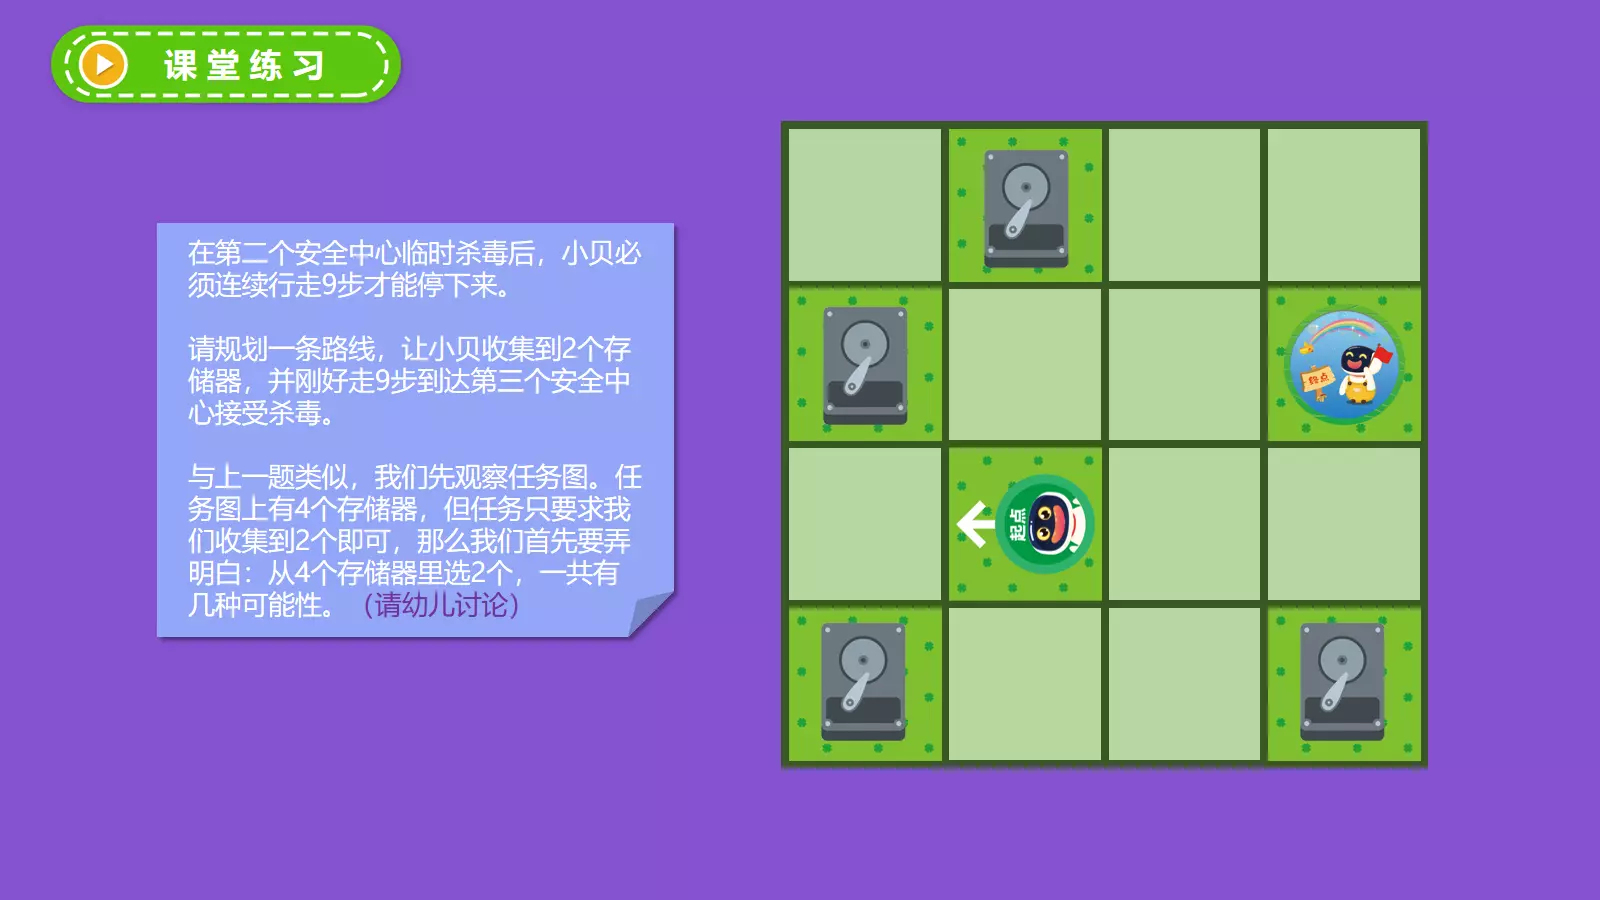 课堂练习
在第二个安全中心临时杀毒后，小贝必
须连续行走9步才能停下来。
请规划一条路线，让小贝收集到2个存
储器，并刚好走9步到达第三个安全中
心接受杀毒。
与上一题类似，我们先观察任务图。任
务图上有4个存储器，但任务只要求我
们收集到2个即可，那么我们首先要弄
明白：从4个存储器里选2个，一共有
几种可能性。（请幼儿讨论）
终点
起点